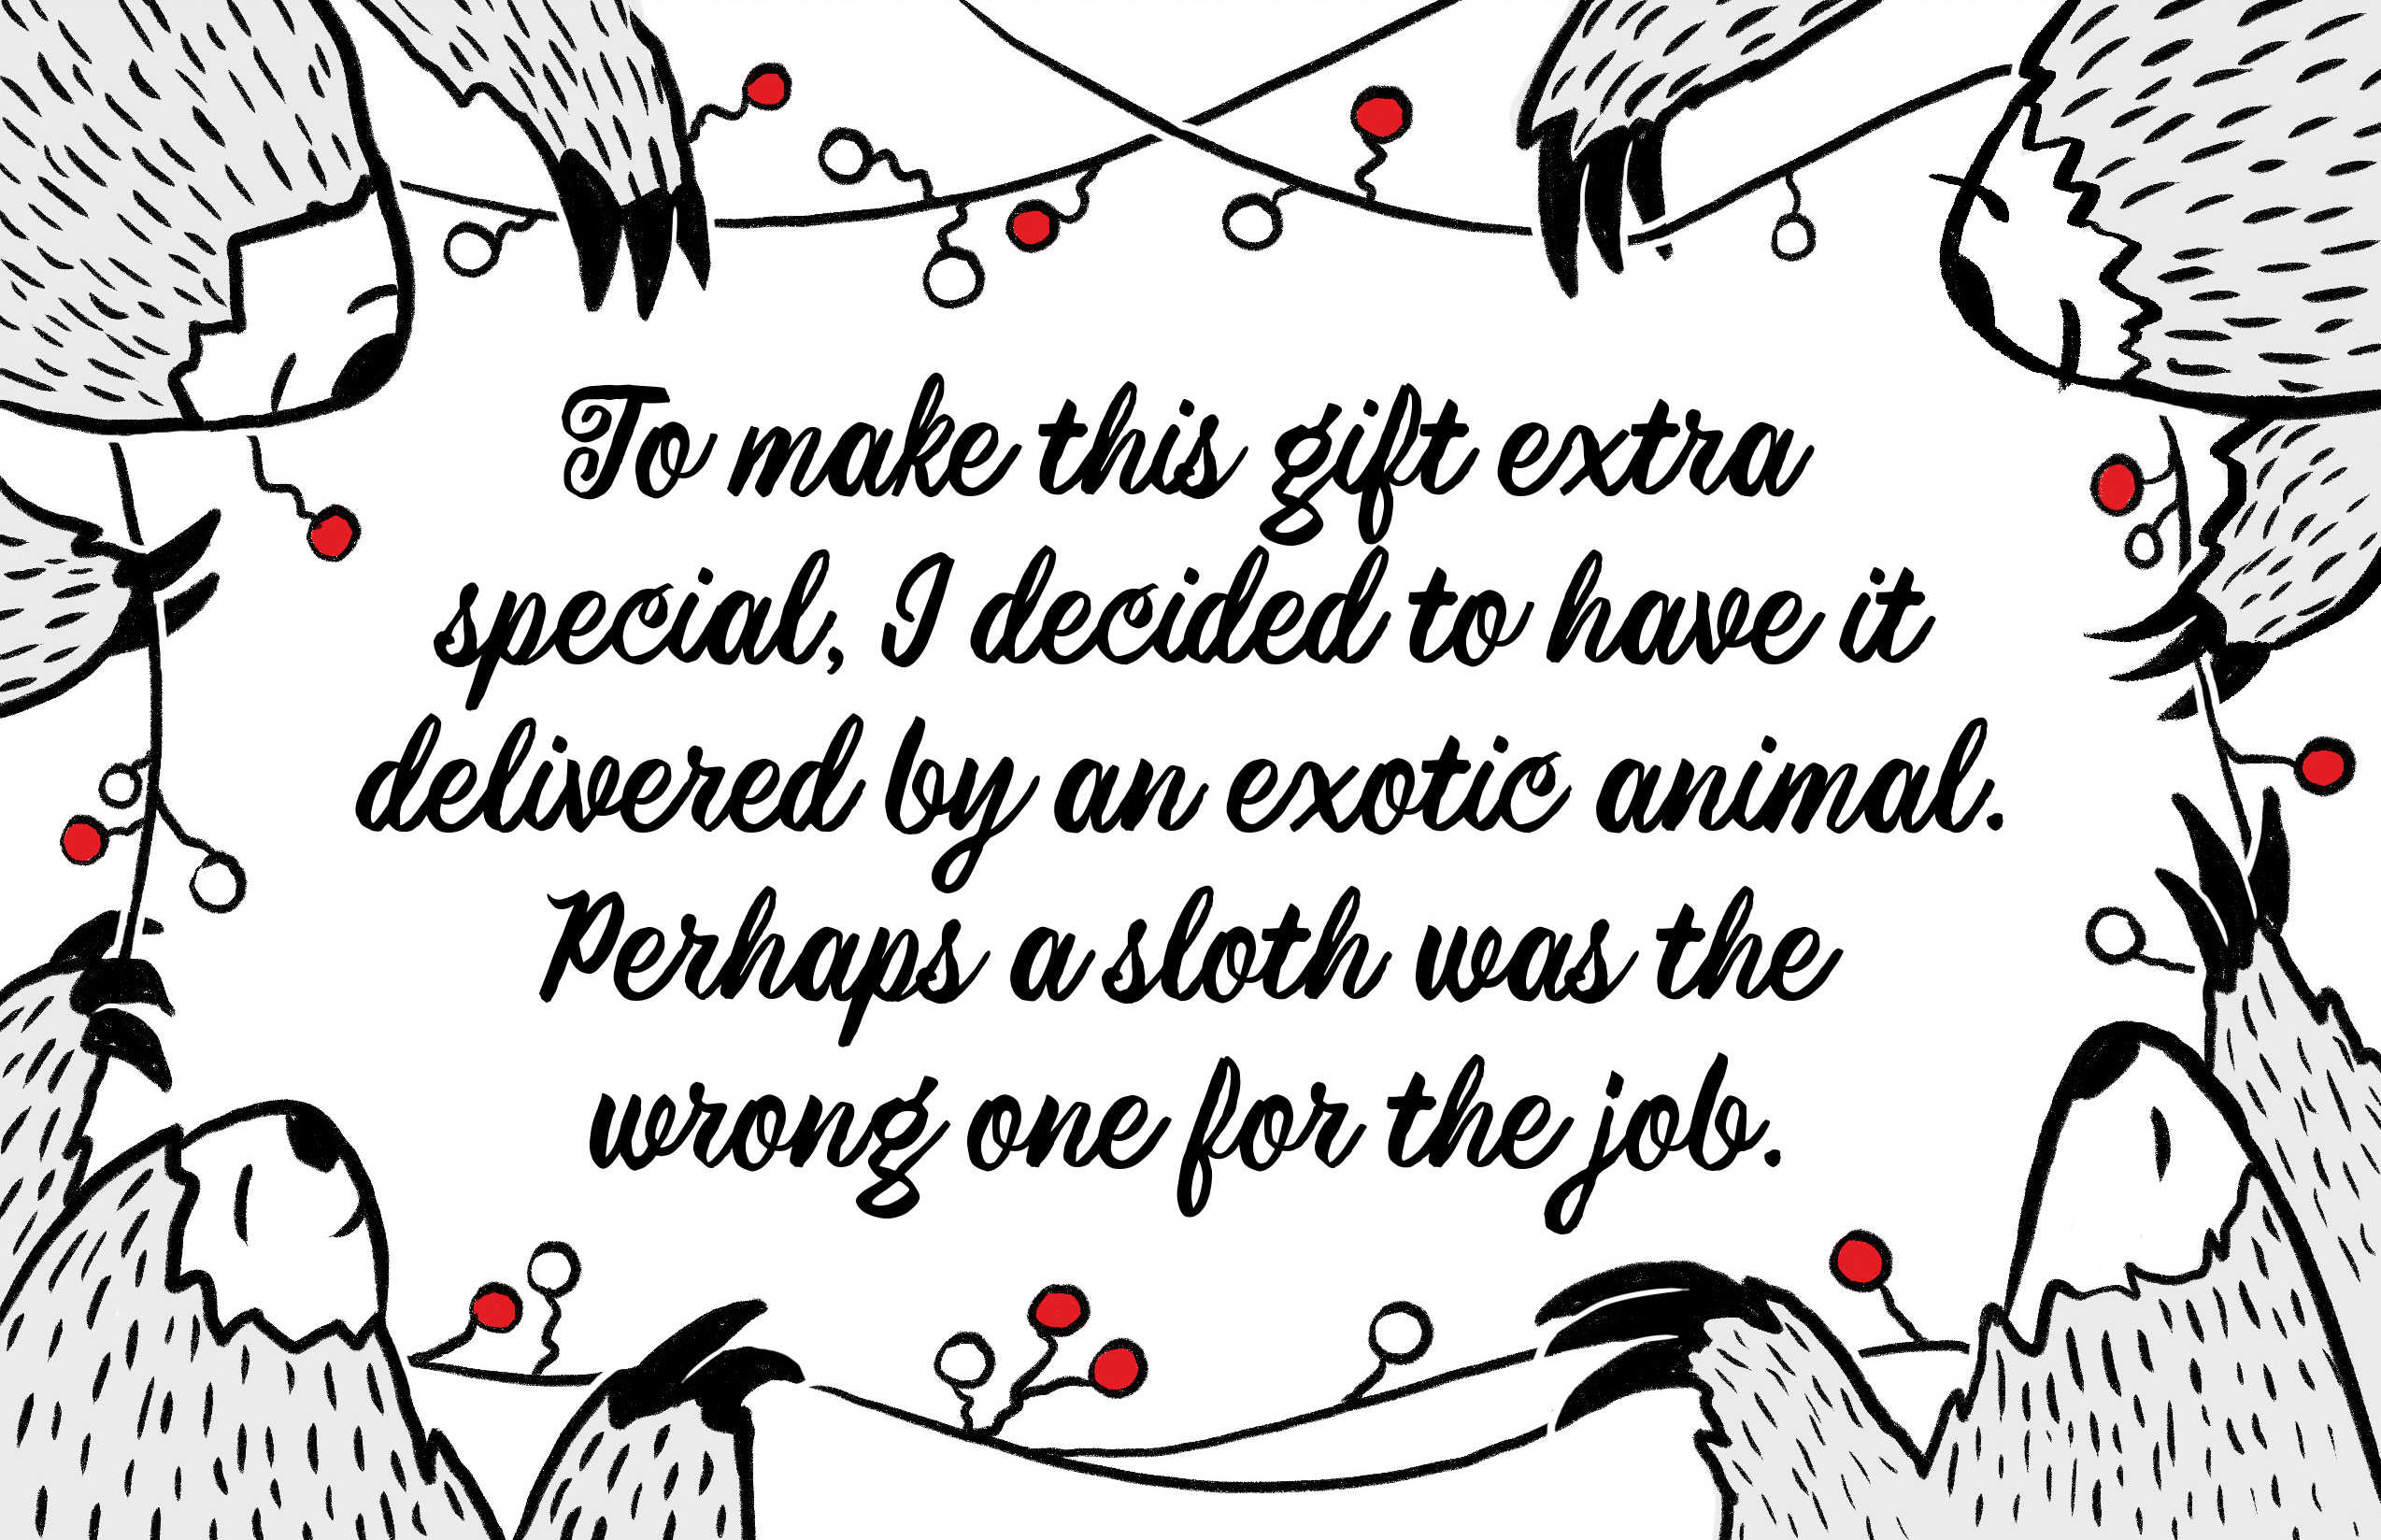 To make this gift extra
special, I decided to have it
delivered by an exotic animal.
Perhaps a sloth was the
wrong one for the job.